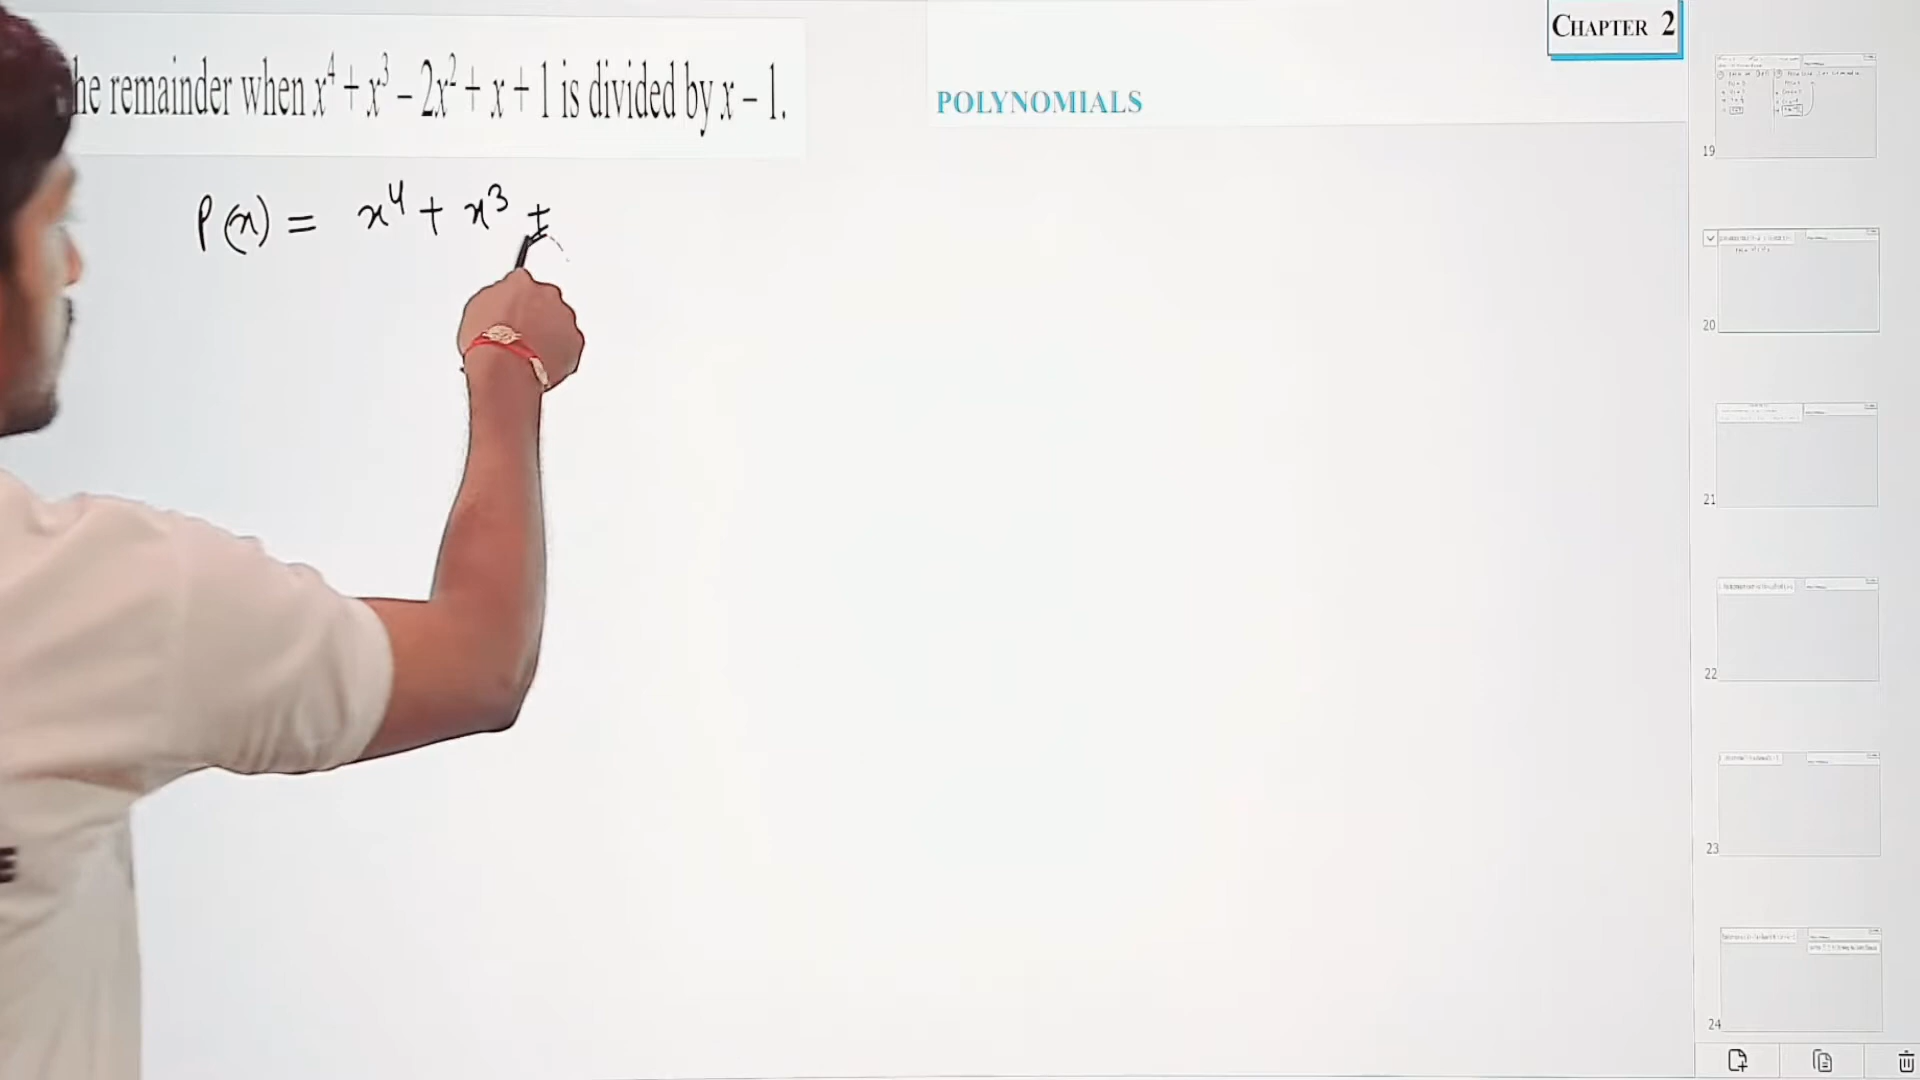 CHAPTER 2
he remainder when x⁴ + x³ – 2x² + x + 1 is divided by x – 1.
POLYNOMIALS
P(x) = x⁴ + x³ ±
19
20
21
22
23
24